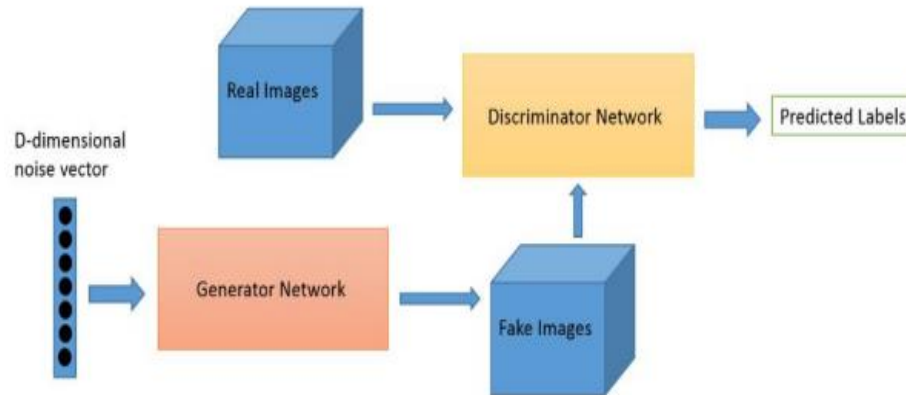 Real Images
Discriminator Network
Predicted Labels
D-dimensional
noise vector
Generator Network
Fake Images